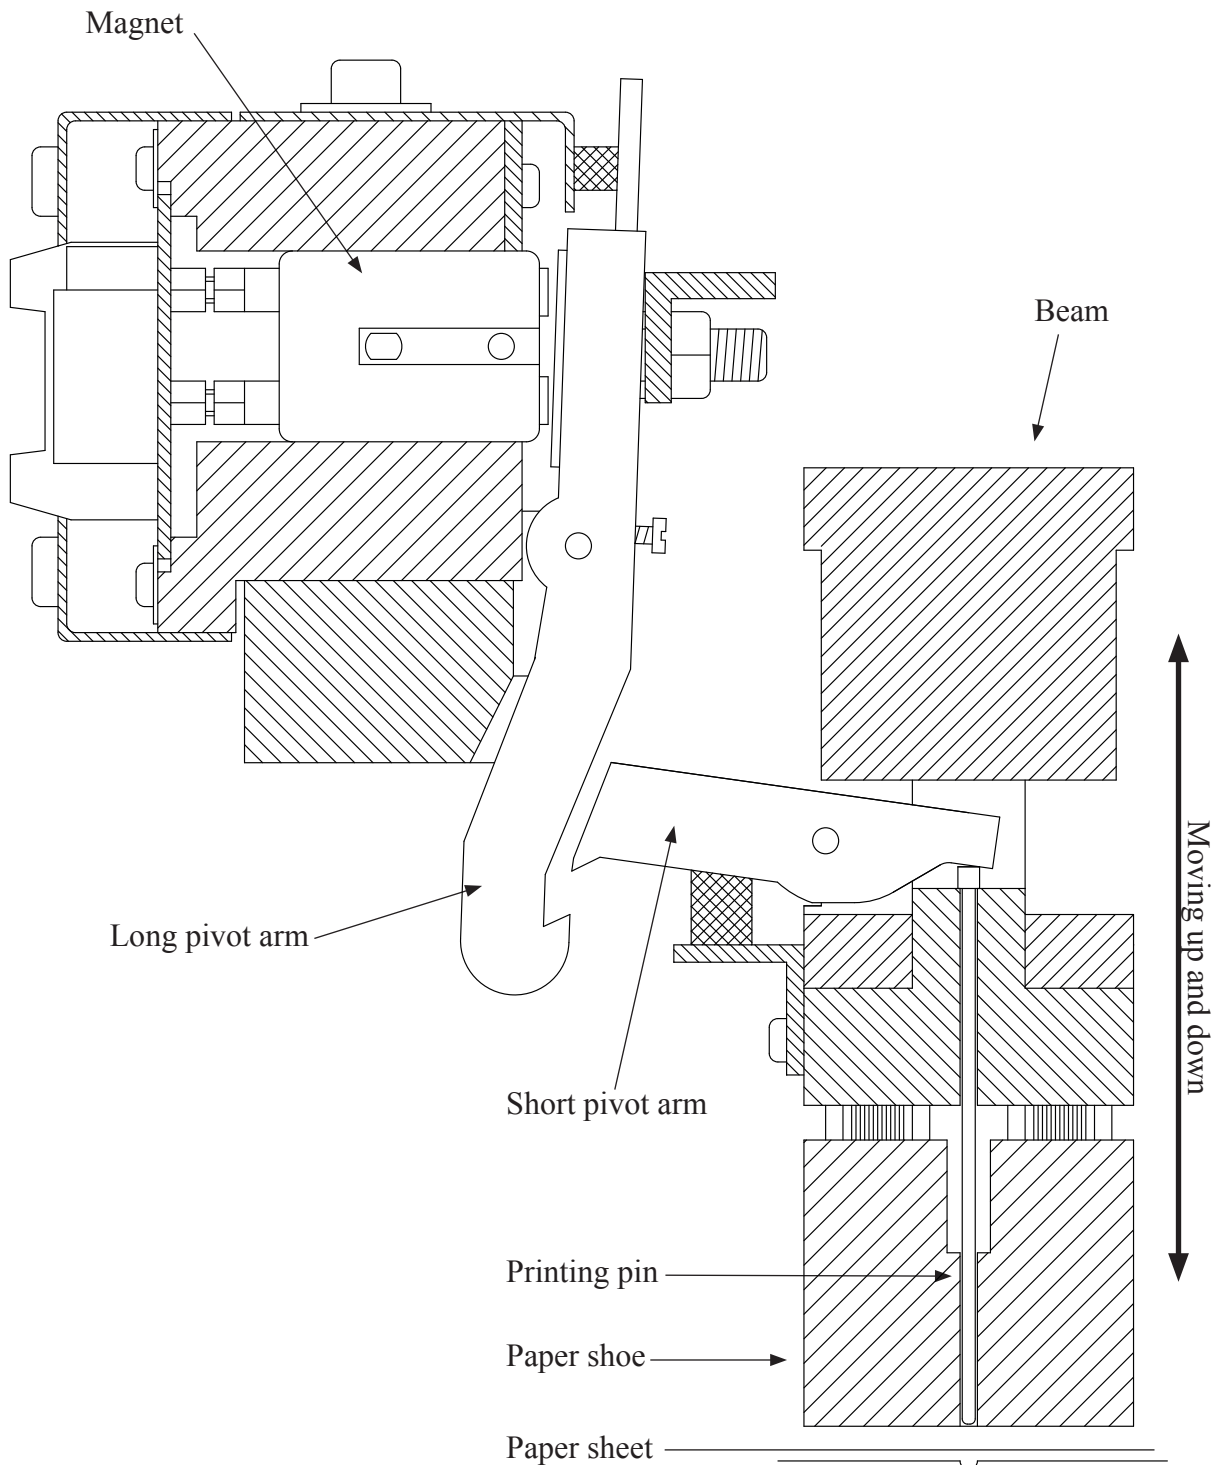 Magnet
Beam
Moving up and down
Long pivot arm
Short pivot arm
Printing pin
Paper shoe
Paper sheet